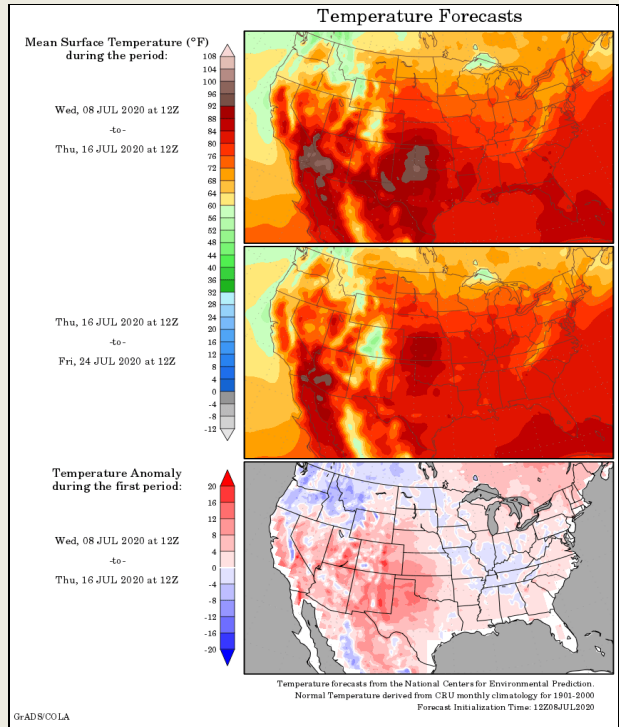 Temperature Forecasts
Mean Surface Temperature (°F)
during the period:
Wed, 08 JUL 2020 at 12Z
-to-
Thu, 16 JUL 2020 at 12Z
108
104
100
96
92
88
84
80
76
72
68
64
60
56
52
48
44
40
36
32
28
24
20
16
12
8
4
0
-4
-8
-12
Thu, 16 JUL 2020 at 12Z
-to-
Fri, 24 JUL 2020 at 12Z
Temperature Anomaly
during the first period:
Wed, 08 JUL 2020 at 12Z
-to-
Thu, 16 JUL 2020 at 12Z
20
16
12
8
4
0
-4
-8
-12
-16
-20
Temperature forecasts from the National Centers for Environmental Prediction.
Normal Temperature derived from CRU monthly climatology for 1901-2000
Forecast Initialization Time: 12Z08JUL2020
GrADS/COLA